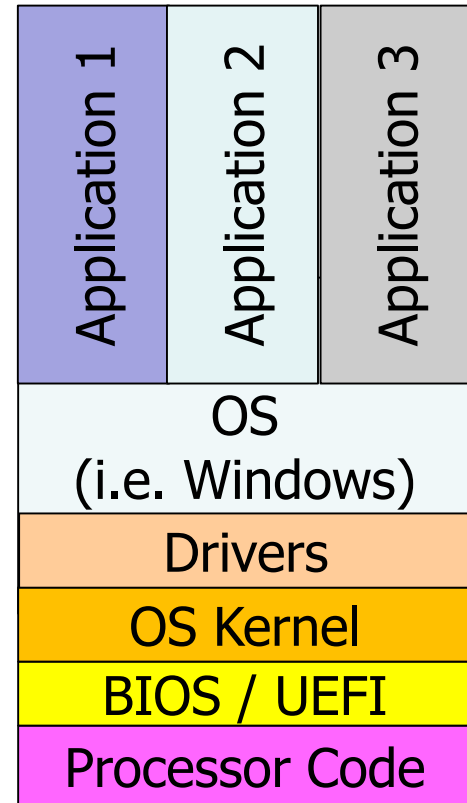 Application 1
Application 2
Application 3
OS
(i.e. Windows)
Drivers
OS Kernel
BIOS / UEFI
Processor Code